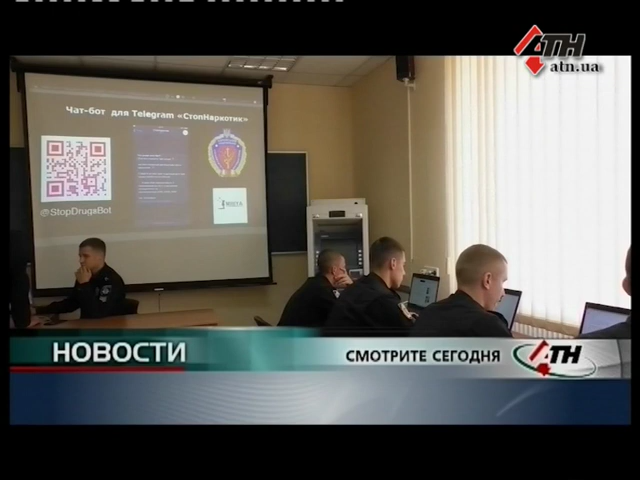 АТН
atn.ua
Чат-бот для Telegram «СтопНаркотик»
@StopDrugsBot
НОВОСТИ
СМОТРИТЕ СЕГОДНЯ
АТН